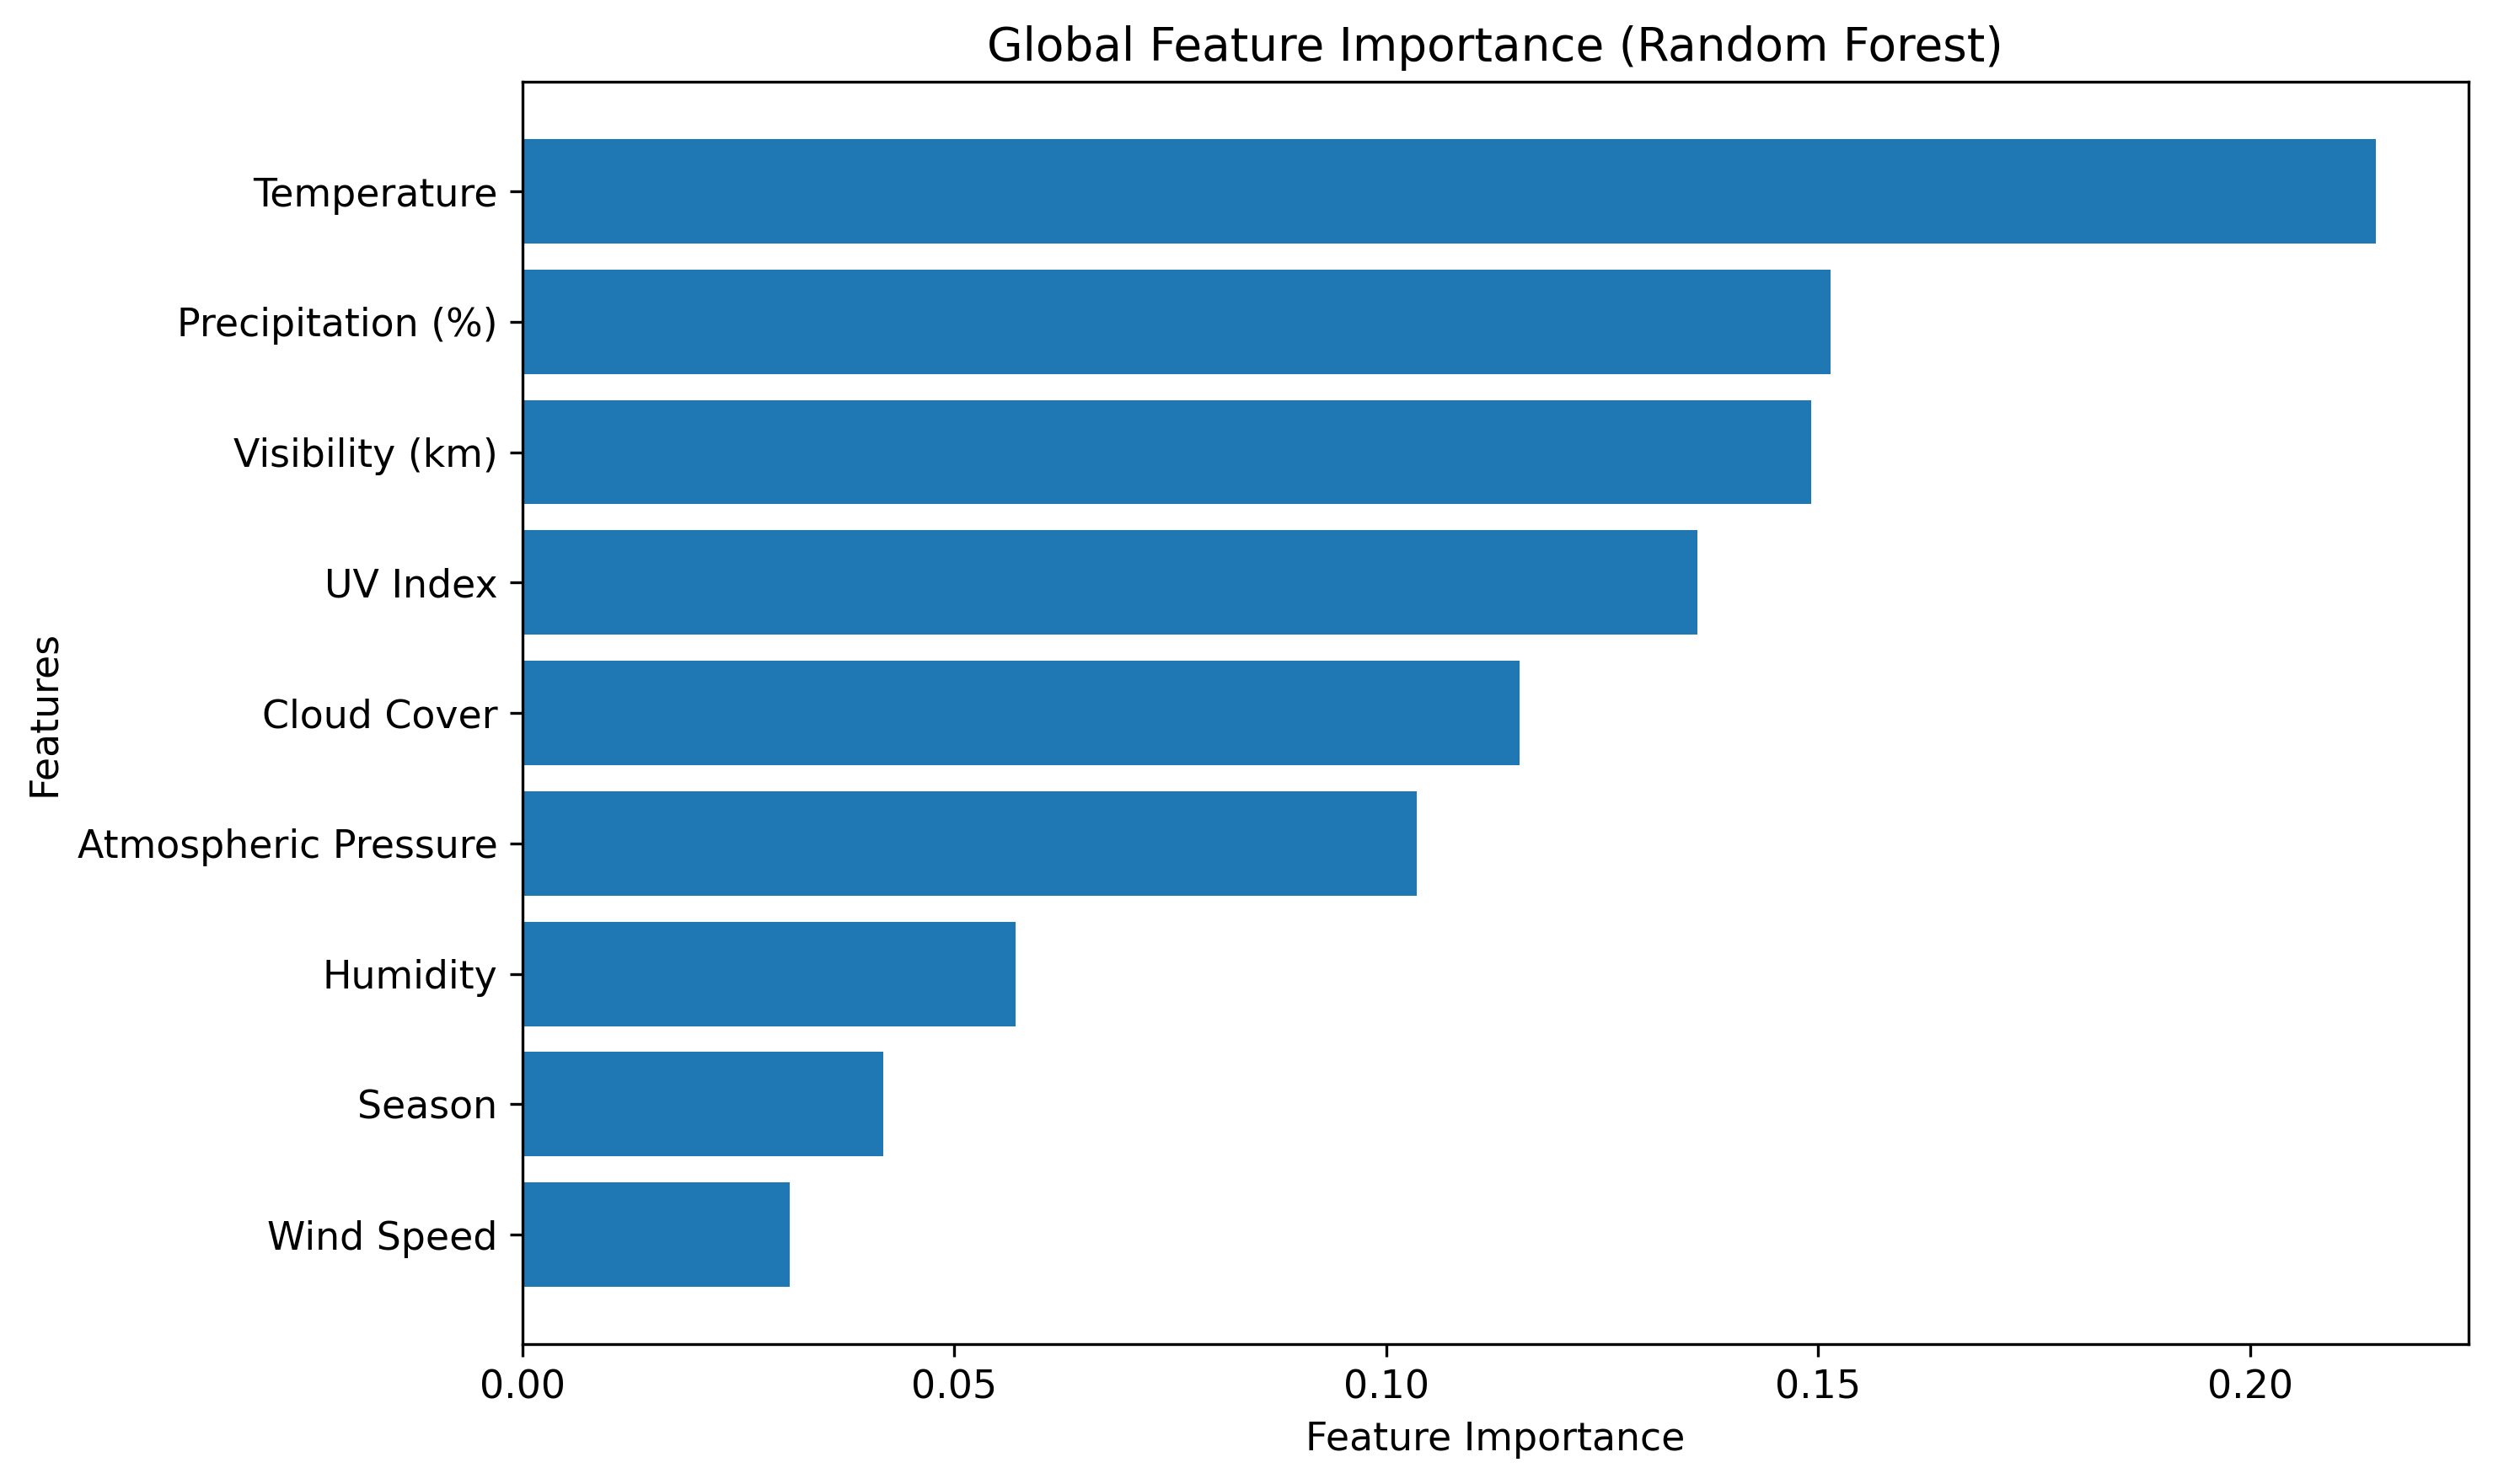 Global Feature Importance (Random Forest)
Features
Temperature
Precipitation (%)
Visibility (km)
UV Index
Cloud Cover
Atmospheric Pressure
Humidity
Season
Wind Speed
0.00 0.05 0.10 0.15 0.20
Feature Importance